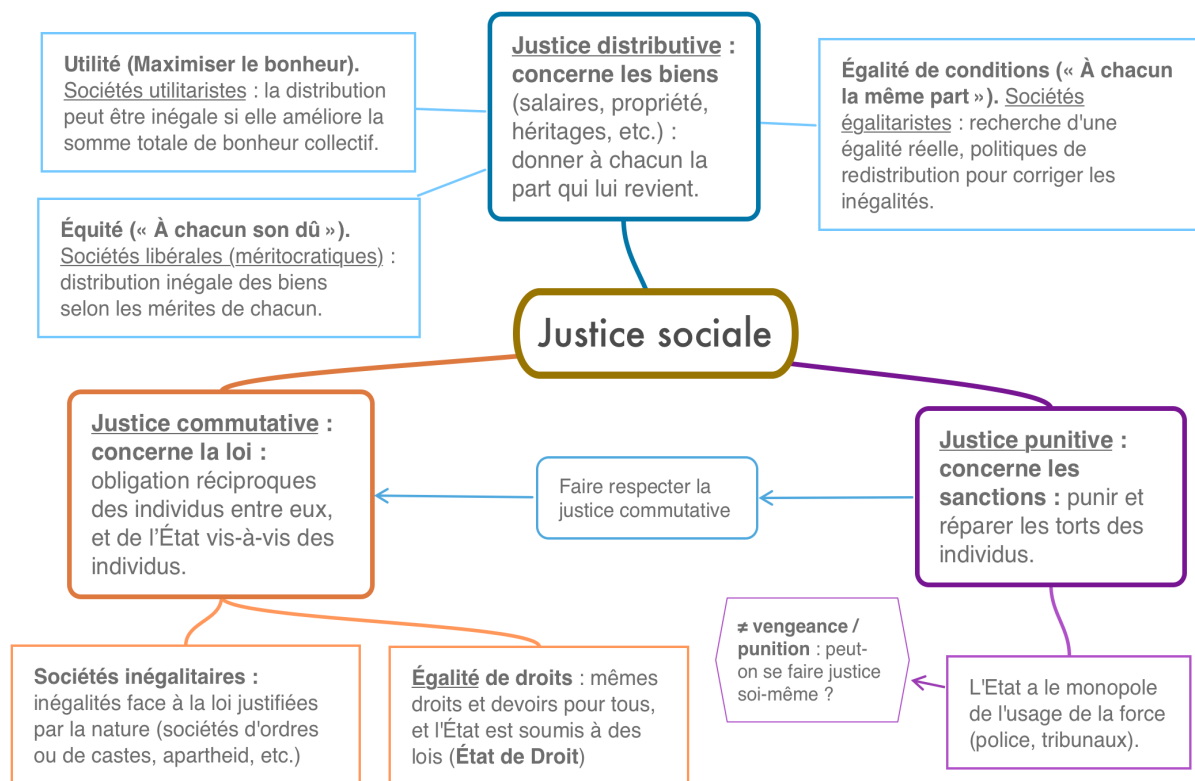 Utilité (Maximiser le bonheur).
Sociétés utilitaristes : la distribution
peut être inégale si elle améliore la
somme totale de bonheur collectif.
Justice distributive :
concerne les biens
(salaires, propriété,
héritages, etc.) :
donner à chacun la
part qui lui revient.
Égalité de conditions (« À chacun
la même part »). Sociétés
égalitaristes : recherche d'une
égalité réelle, politiques de
redistribution pour corriger les
inégalités.
Équité (« À chacun son dû »).
Sociétés libérales (méritocratiques) :
distribution inégale des biens
selon les mérites de chacun.
Justice sociale
Justice commutative :
concerne la loi :
obligation réciproques
des individus entre eux,
et de l'État vis-à-vis des
individus.
Faire respecter la
justice commutative
Justice punitive :
concerne les
sanctions : punir et
réparer les torts des
individus.
Sociétés inégalitaires :
inégalités face à la loi justifiées
par la nature (sociétés d'ordres
ou de castes, apartheid, etc.)
Égalité de droits : mêmes
droits et devoirs pour tous,
et l'État est soumis à des
lois (État de Droit)
≠ vengeance /
punition : peut-
on se faire justice
soi-même ?
L'Etat a le monopole
de l'usage de la force
(police, tribunaux).